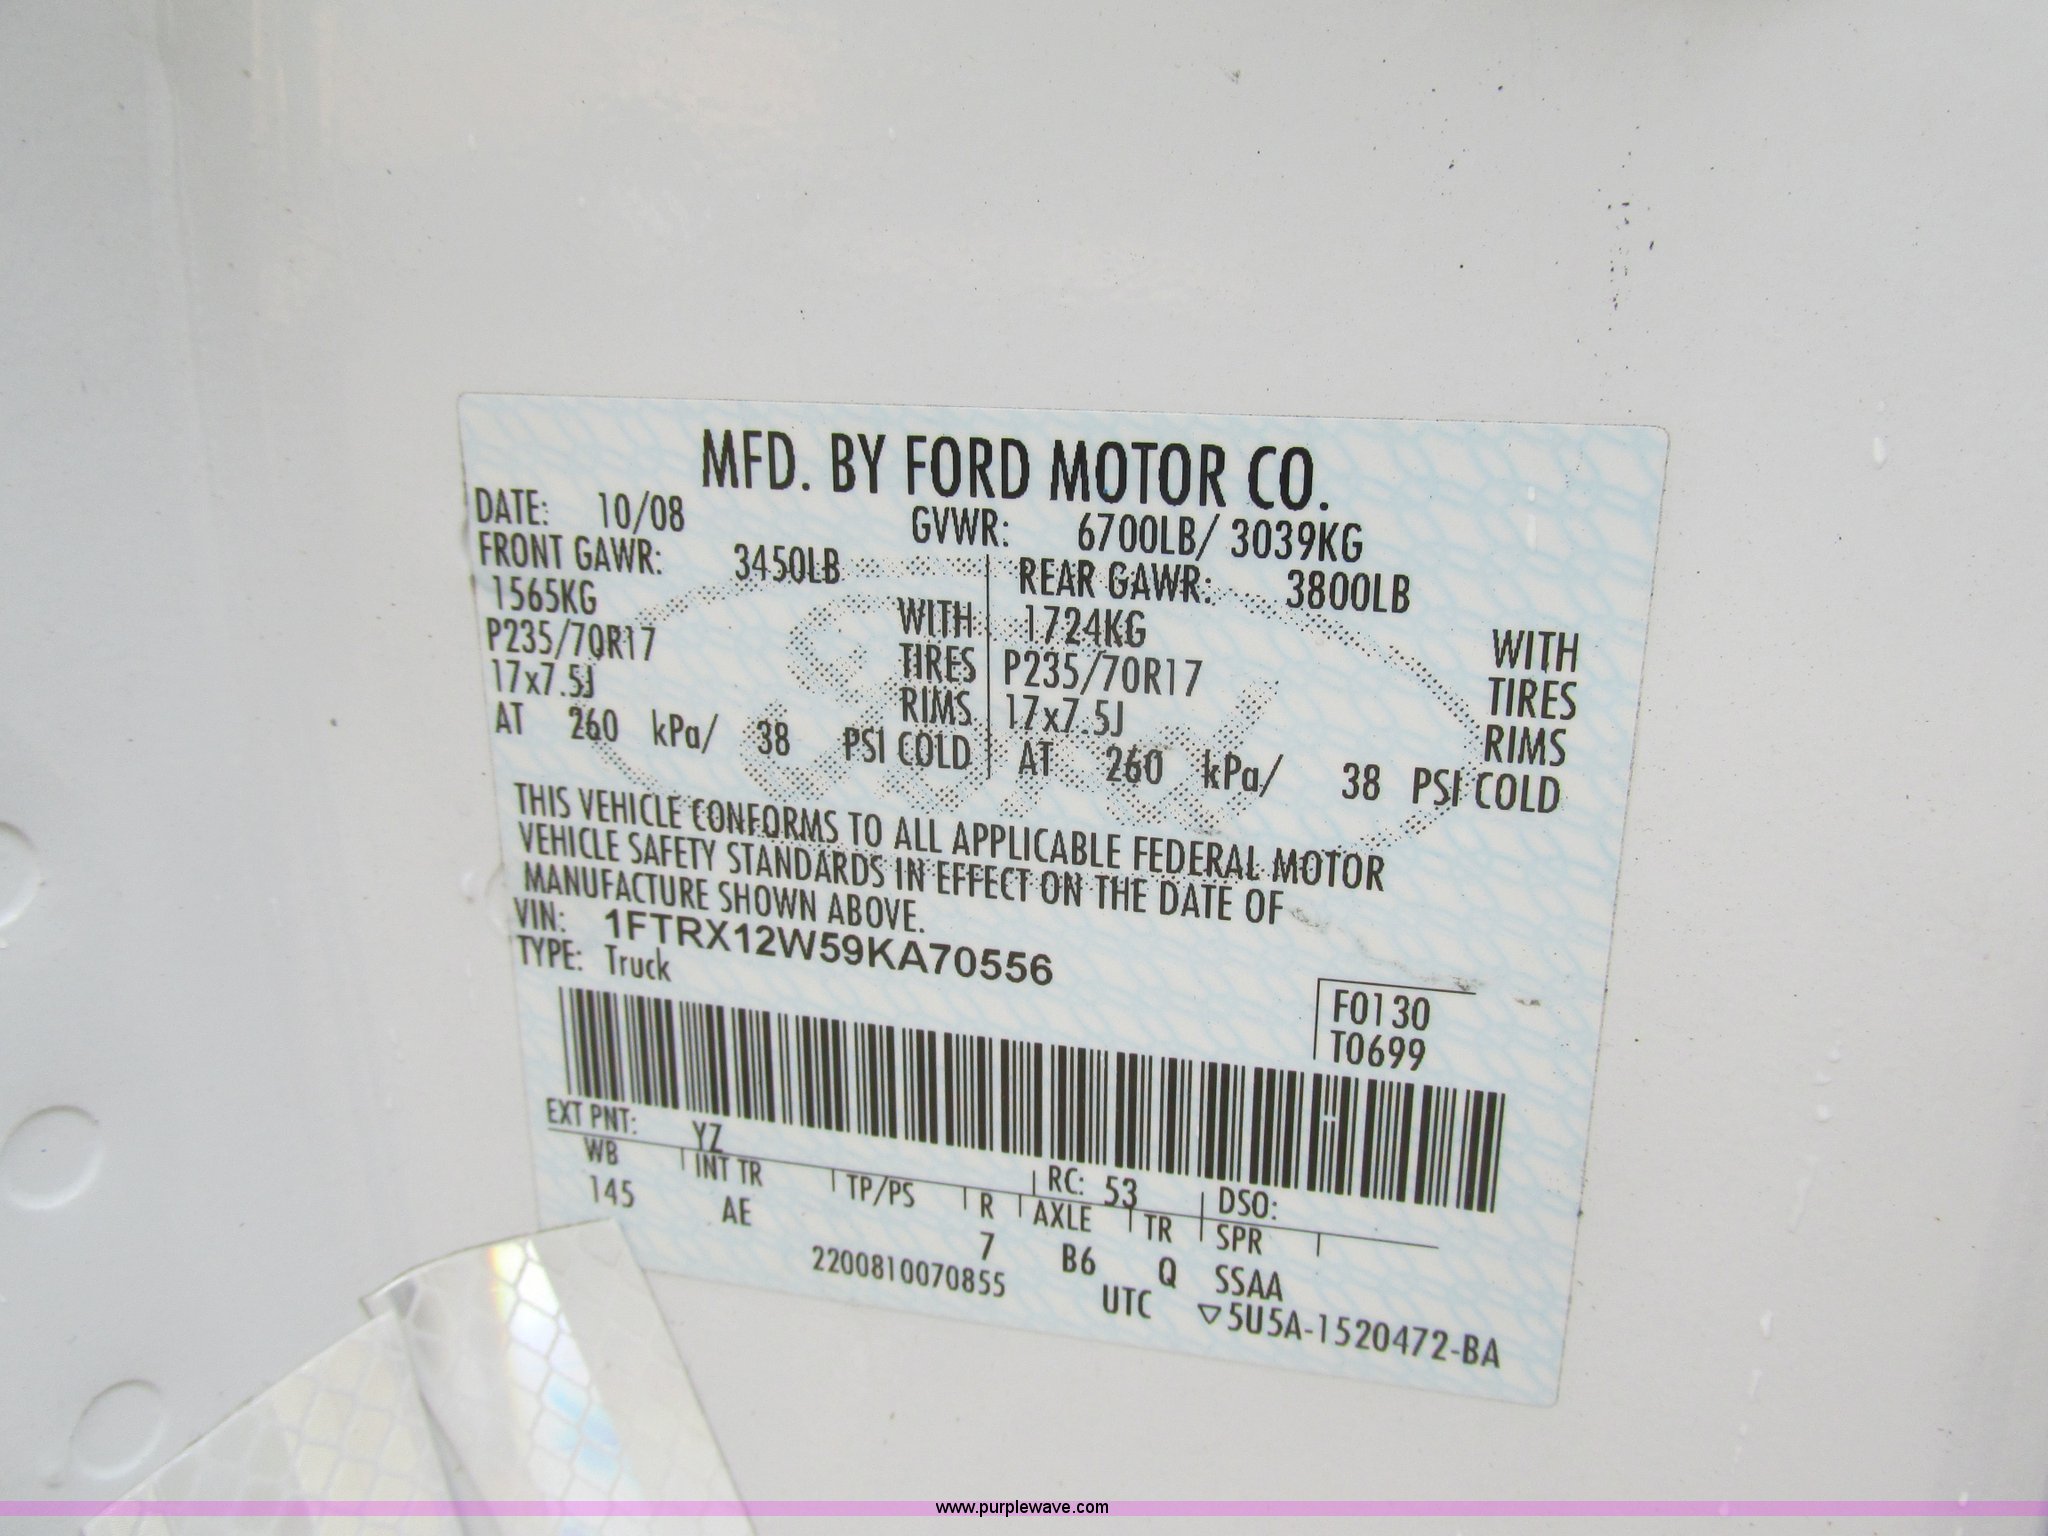 MFD. BY FORD MOTOR CO.
DATE: 10/08 GVWR: 6700LB/ 3039KG
FRONT GAWR: 3450LB REAR GAWR: 3800LB
1565KG WITH 1724KG WITH
P235/70R17 TIRES P235/70R17 TIRES
17x7.5J RIMS 17x7.5J RIMS
AT 260 kPa/ 38 PSI COLD AT 260 kPa/ 38 PSI COLD
THIS VEHICLE CONFORMS TO ALL APPLICABLE FEDERAL MOTOR
VEHICLE SAFETY STANDARDS IN EFFECT ON THE DATE OF
MANUFACTURE SHOWN ABOVE.
VIN: 1FTRX12W59KA70556
TYPE: Truck
F0130
T0699
EXT PNT: YZ RC: 53 DSO:
WB INT TR TP/PS R AXLE TR SPR
145 AE 7 B6 Q SSAA
2200810070855 UTC ▽5U5A-1520472-BA
Ford
www.purplewave.com